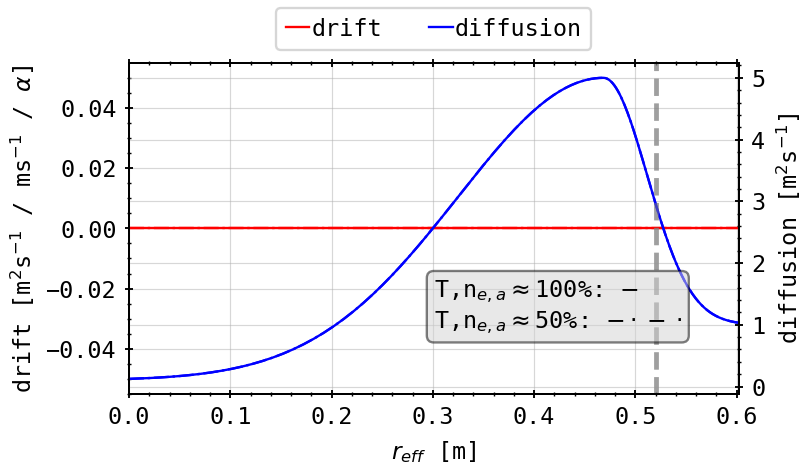 drift diffusion
drift [m²s⁻¹ / ms⁻¹ / α]
0.04
0.02
0.00
−0.02
−0.04
5
4
3
2
1
0
diffusion [m²s⁻¹]
T,nₑ,ₐ≈100%: —
T,nₑ,ₐ≈50%: —·—·
0.0 0.1 0.2 0.3 0.4 0.5 0.6
r_eff [m]